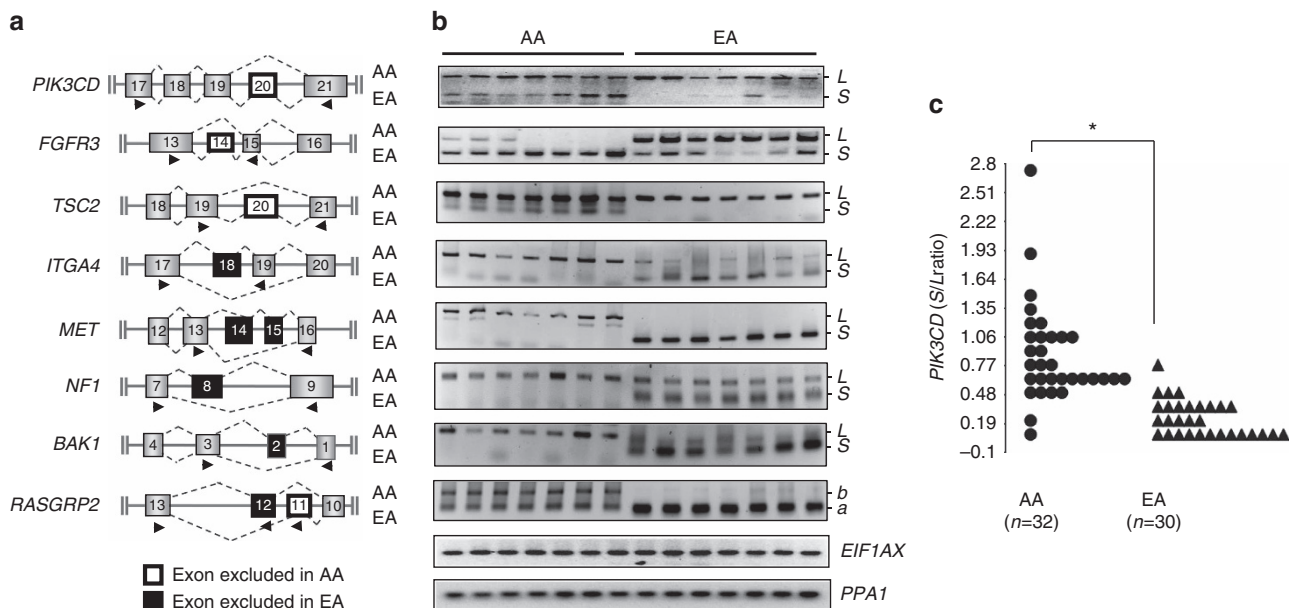 a
PIK3CD 17 18 19 20 21 AA EA
FGFR3 13 14 15 16 AA EA
TSC2 18 19 20 21 AA EA
ITGA4 17 18 19 20 AA EA
MET 12 13 14 15 16 AA EA
NF1 7 8 9 AA EA
BAK1 4 3 2 1 AA EA
RASGRP2 13 12 11 10 AA EA
Exon excluded in AA
Exon excluded in EA
b
AA EA
L
S
L
S
L
S
L
S
L
S
L
S
L
S
b
a
EIF1AX
PPA1
c
*
PIK3CD (S/Lratio)
2.8
2.51
2.22
1.93
1.64
1.35
1.06
0.77
0.48
0.19
–0.1
AA EA
(n=32) (n=30)